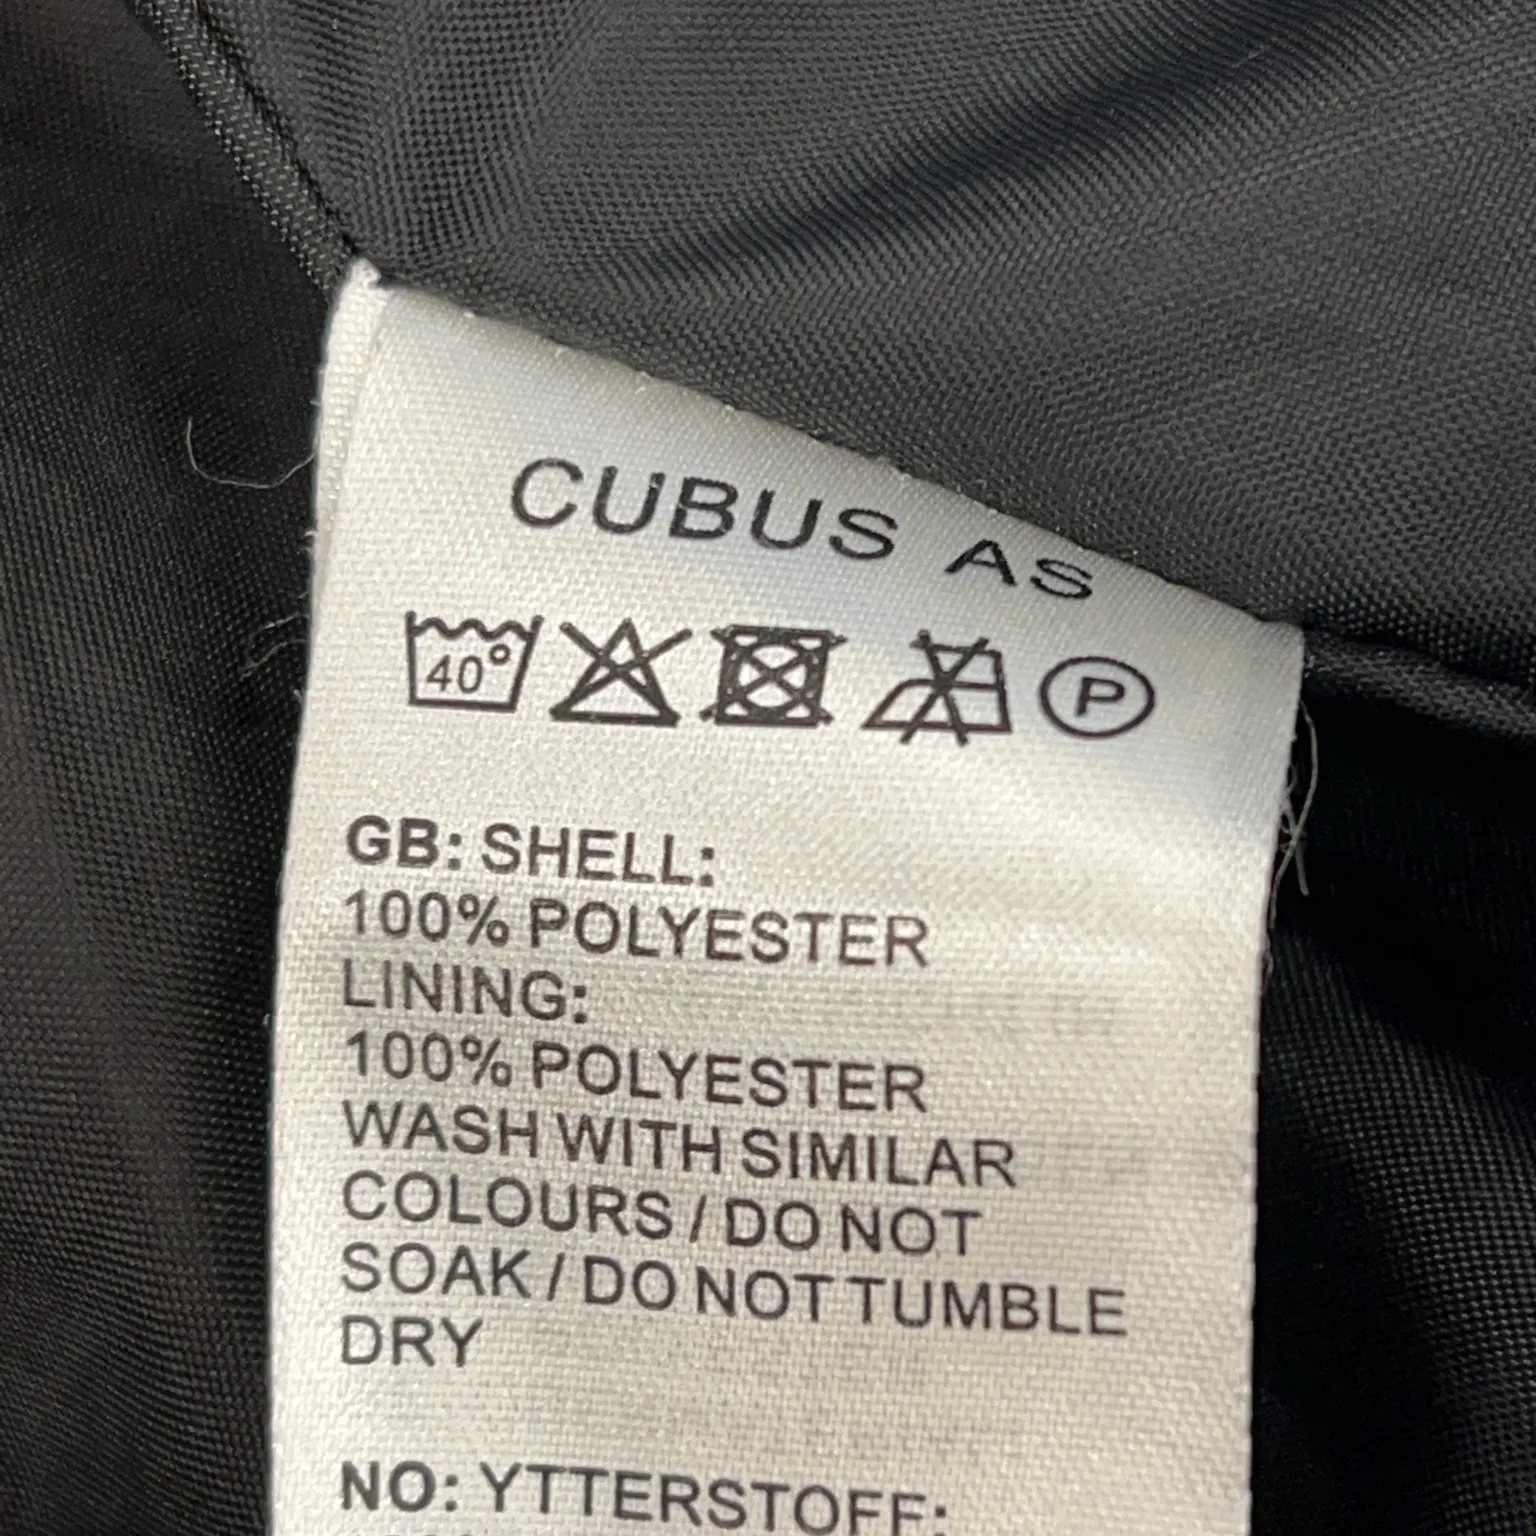 CUBUS AS
40°
P
GB: SHELL:
100% POLYESTER
LINING:
100% POLYESTER
WASH WITH SIMILAR
COLOURS / DO NOT
SOAK / DO NOT TUMBLE
DRY
NO: YTTERSTOFF: